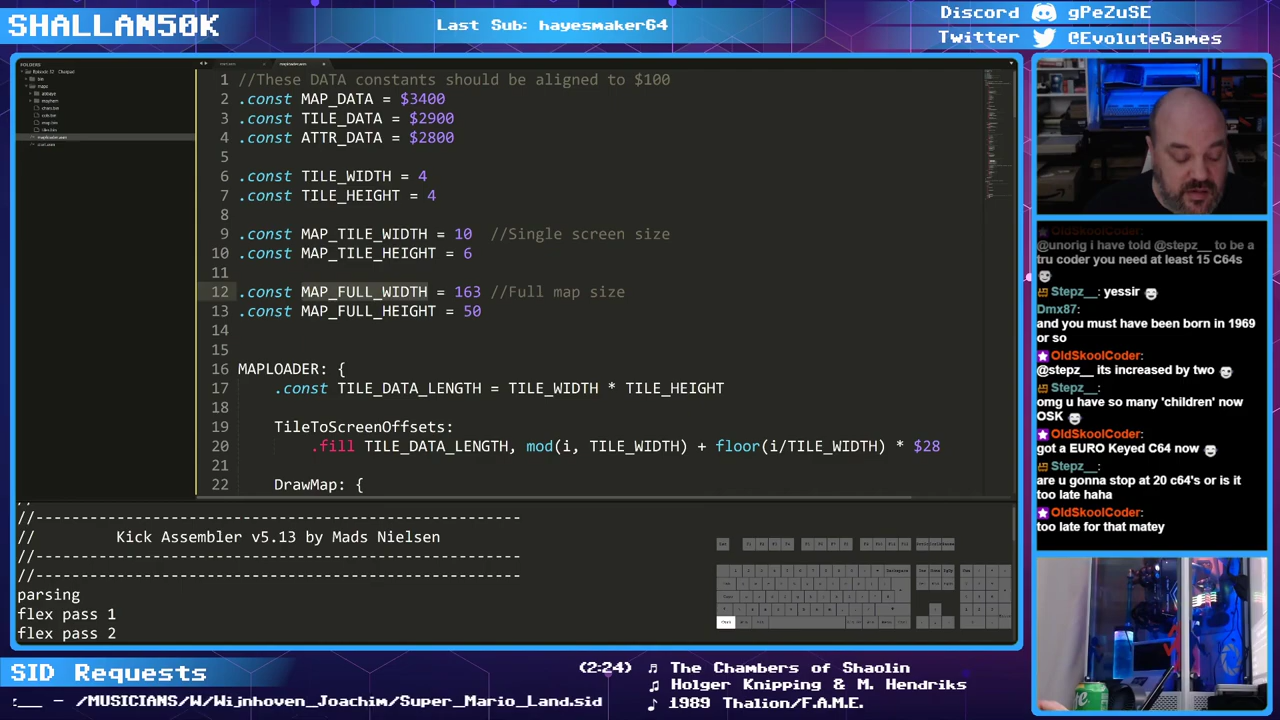 SHALLAN50K
Last Sub: hayesmaker64
Discord gPeZuSE
Twitter @EvoluteGames
FOLDERS
1 //These DATA constants should be aligned to $100
2 .const MAP_DATA = $3400
3 .const TILE_DATA = $2900
4 .const ATTR_DATA = $2800
5
6 .const TILE_WIDTH = 4
7 .const TILE_HEIGHT = 4
8
9 .const MAP_TILE_WIDTH = 10 //Single screen size
10 .const MAP_TILE_HEIGHT = 6
11
12 .const MAP_FULL_WIDTH = 163 //Full map size
13 .const MAP_FULL_HEIGHT = 50
14
15
16 MAPLOADER: {
17 .const TILE_DATA_LENGTH = TILE_WIDTH * TILE_HEIGHT
18
19 TileToScreenOffsets:
20 .fill TILE_DATA_LENGTH, mod(i, TILE_WIDTH) + floor(i/TILE_WIDTH) * $28
21
22 DrawMap: {
//
//------------------------------------------------------
// Kick Assembler v5.13 by Mads Nielsen
//------------------------------------------------------
//------------------------------------------------------
parsing
flex pass 1
flex pass 2
OldSkoolCoder:
@unorig i have told @stepz__ to be a
tru coder you need at least 15 C64s
Stepz__: yessir
Dmx87:
and you must have been born in 1969
or so
OldSkoolCoder:
@stepz__ its increased by two
Stepz__:
omg u have so many 'children' now
OSK
OldSkoolCoder:
got a EURO Keyed C64 now
Stepz__:
are u gonna stop at 20 c64's or is it
too late haha
OldSkoolCoder:
too late for that matey
SID Requests
(2:24) The Chambers of Shaolin
Holger Knipping & M. Hendriks
1989 Thalion/F.A.M.E.
:__ - /MUSICIANS/W/Wijnhoven_Joachim/Super_Mario_Land.sid